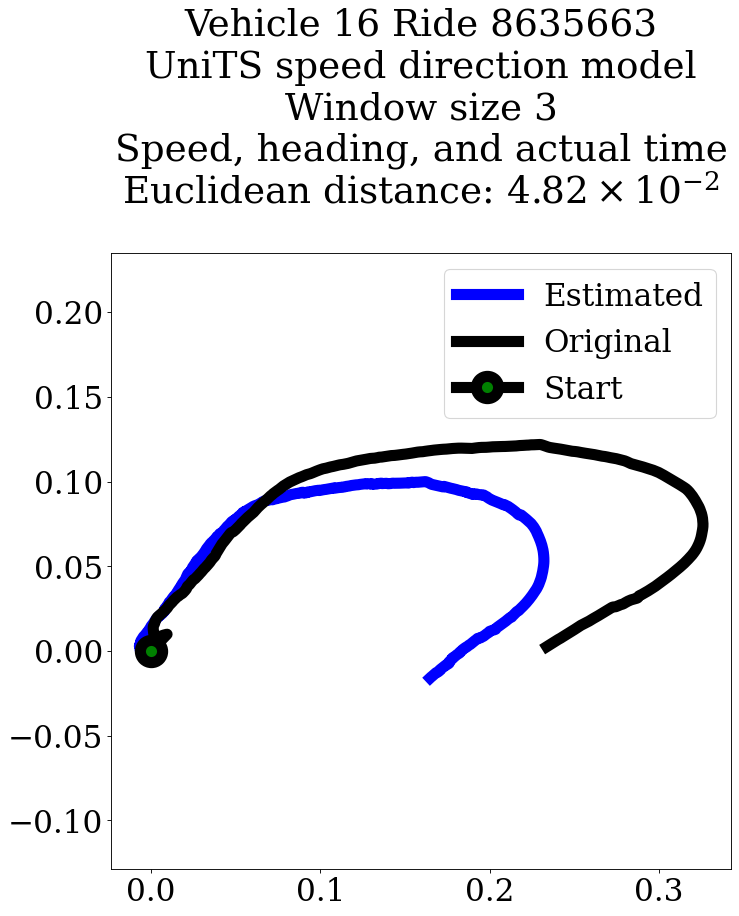 Vehicle 16 Ride 8635663
UniTS speed direction model
Window size 3
Speed, heading, and actual time
Euclidean distance: 4.82 × 10⁻²
Estimated
Original
Start
0.20
0.15
0.10
0.05
0.00
−0.05
−0.10
0.0 0.1 0.2 0.3